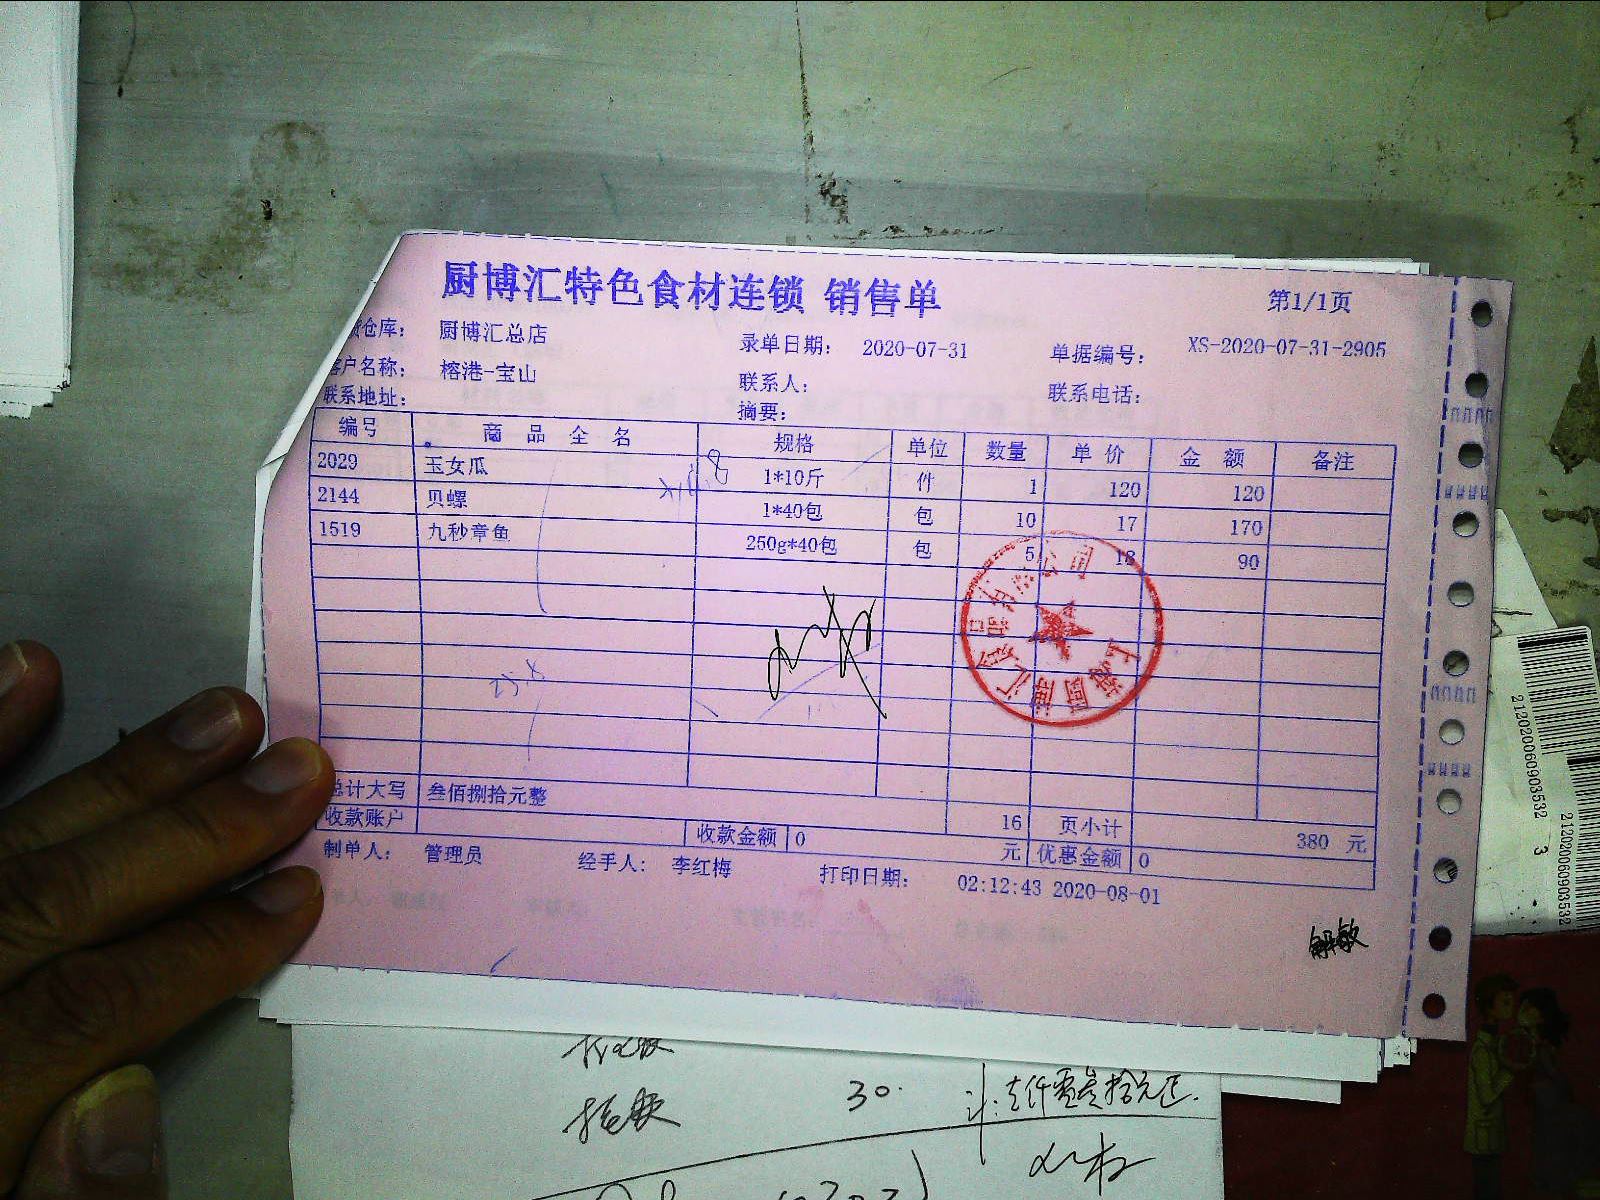 厨博汇特色食材连锁 销售单
第1/1页
货仓库: 厨博汇总店 录单日期: 2020-07-31 单据编号: XS-2020-07-31-2905
客户名称: 榕港-宝山 联系人: 联系电话:
联系地址: 摘要:
编号 商品全名 规格 单位 数量 单价 金额 备注
2029 玉女瓜 1*10斤 件 1 120 120
2144 贝螺 1*40包 包 10 17 170
1519 九秒章鱼 250g*40包 包 5 18 90
总计大写 叁佰捌拾元整 16 页小计 380 元
收款账户 收款金额 0 元 优惠金额 0
制单人: 管理员 经手人: 李红梅 打印日期: 02:12:43 2020-08-01
解敏
30.
212020060903532 3
212020060903532